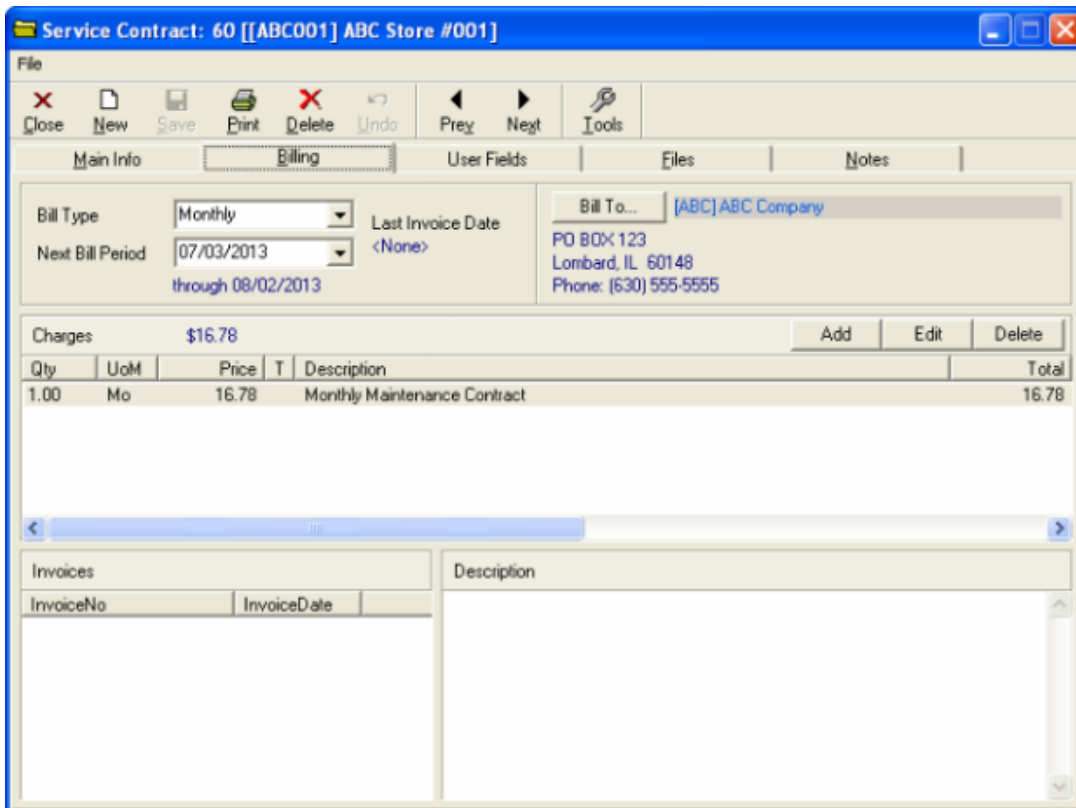 Service Contract: 60 [[ABC001] ABC Store #001]
File
Close New Save Print Delete Undo Prev Next Tools
Main Info Billing User Fields Files Notes
Bill Type Monthly
Last Invoice Date
<None>
Next Bill Period 07/03/2013
through 08/02/2013
Bill To... [ABC] ABC Company
PO BOX 123
Lombard, IL 60148
Phone: (630) 555-5555
Charges $16.78 Add Edit Delete
Qty UoM Price T Description Total
1.00 Mo 16.78 Monthly Maintenance Contract 16.78
Invoices
InvoiceNo InvoiceDate
Description